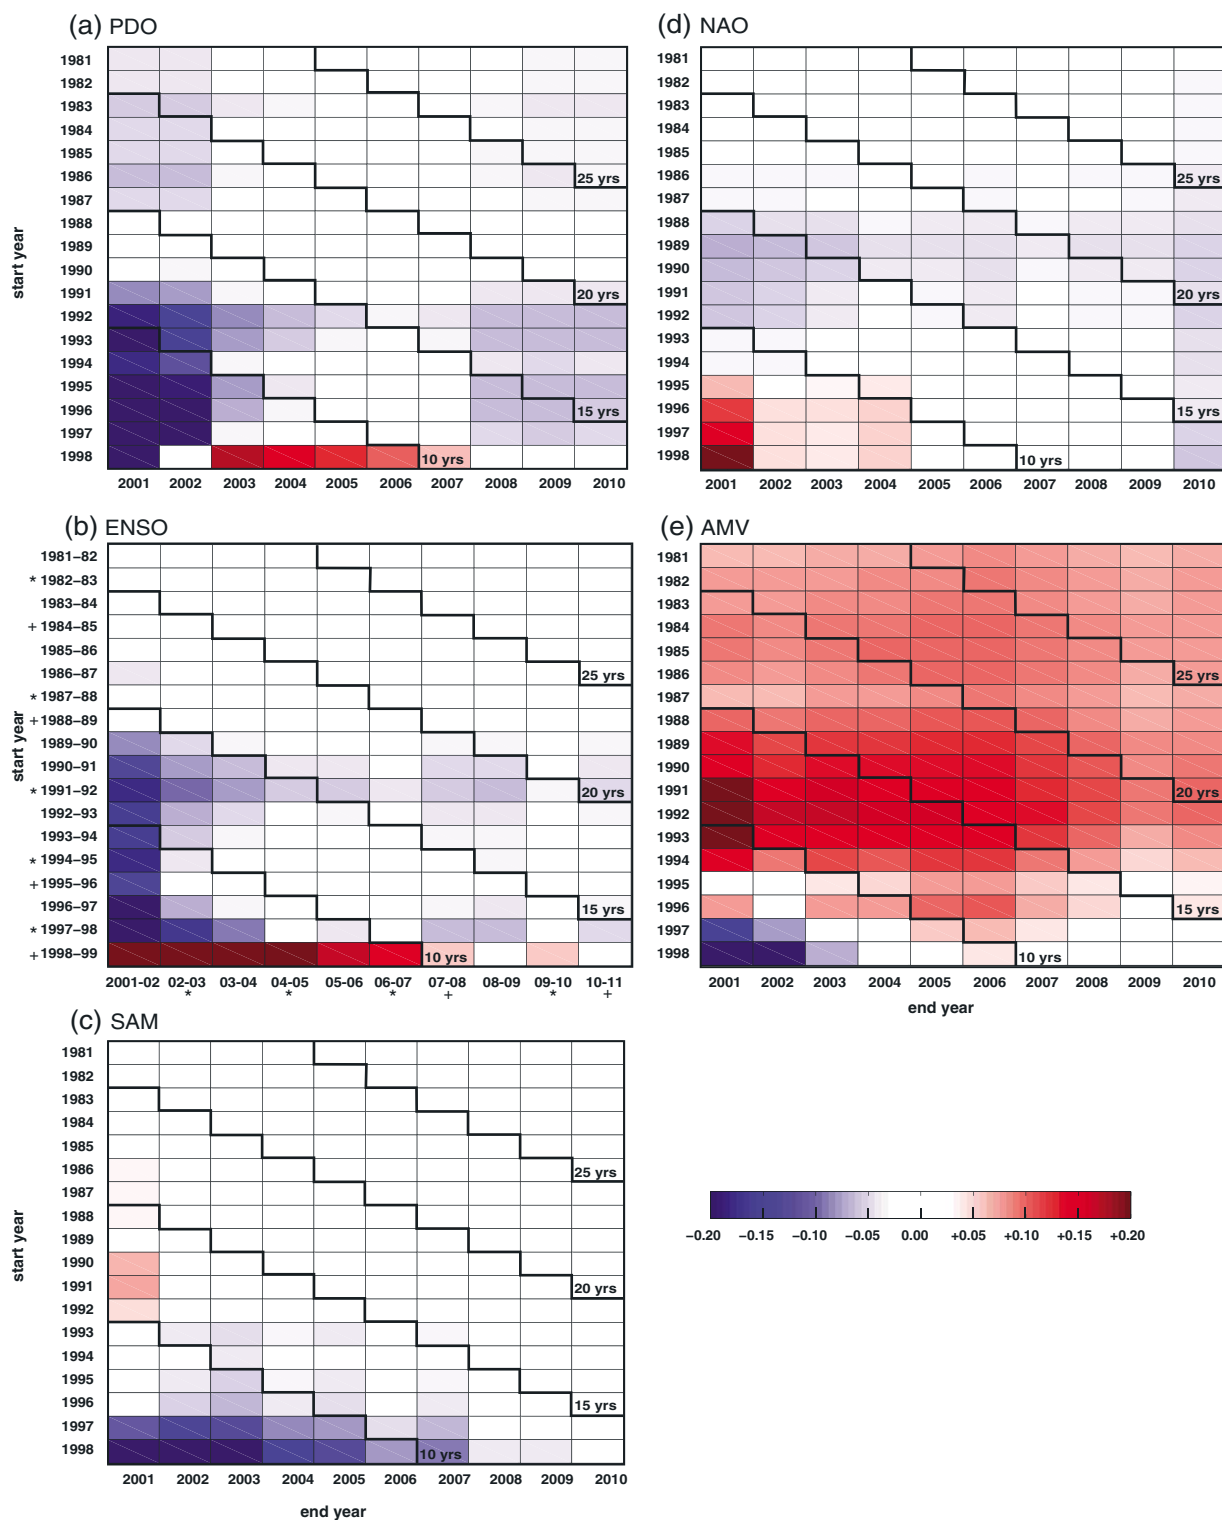 (a) PDO
1981
1982
1983
1984
1985
1986
1987
1988
1989
1990
1991
1992
1993
1994
1995
1996
1997
1998
start year
25 yrs
20 yrs
15 yrs
10 yrs
2001 2002 2003 2004 2005 2006 2007 2008 2009 2010
(d) NAO
1981
1982
1983
1984
1985
1986
1987
1988
1989
1990
1991
1992
1993
1994
1995
1996
1997
1998
25 yrs
20 yrs
15 yrs
10 yrs
2001 2002 2003 2004 2005 2006 2007 2008 2009 2010
(b) ENSO
1981–82
* 1982–83
1983–84
+ 1984–85
1985–86
1986–87
* 1987–88
+ 1988–89
1989–90
1990–91
* 1991–92
1992–93
1993–94
* 1994–95
+ 1995–96
1996–97
* 1997–98
+ 1998–99
start year
25 yrs
20 yrs
15 yrs
10 yrs
2001-02 02-03 03-04 04-05 05-06 06-07 07-08 08-09 09-10 10-11
* * * + * +
(e) AMV
1981
1982
1983
1984
1985
1986
1987
1988
1989
1990
1991
1992
1993
1994
1995
1996
1997
1998
25 yrs
20 yrs
15 yrs
10 yrs
2001 2002 2003 2004 2005 2006 2007 2008 2009 2010
end year
(c) SAM
1981
1982
1983
1984
1985
1986
1987
1988
1989
1990
1991
1992
1993
1994
1995
1996
1997
1998
start year
25 yrs
20 yrs
15 yrs
10 yrs
2001 2002 2003 2004 2005 2006 2007 2008 2009 2010
end year
−0.20 −0.15 −0.10 −0.05 0.00 +0.05 +0.10 +0.15 +0.20